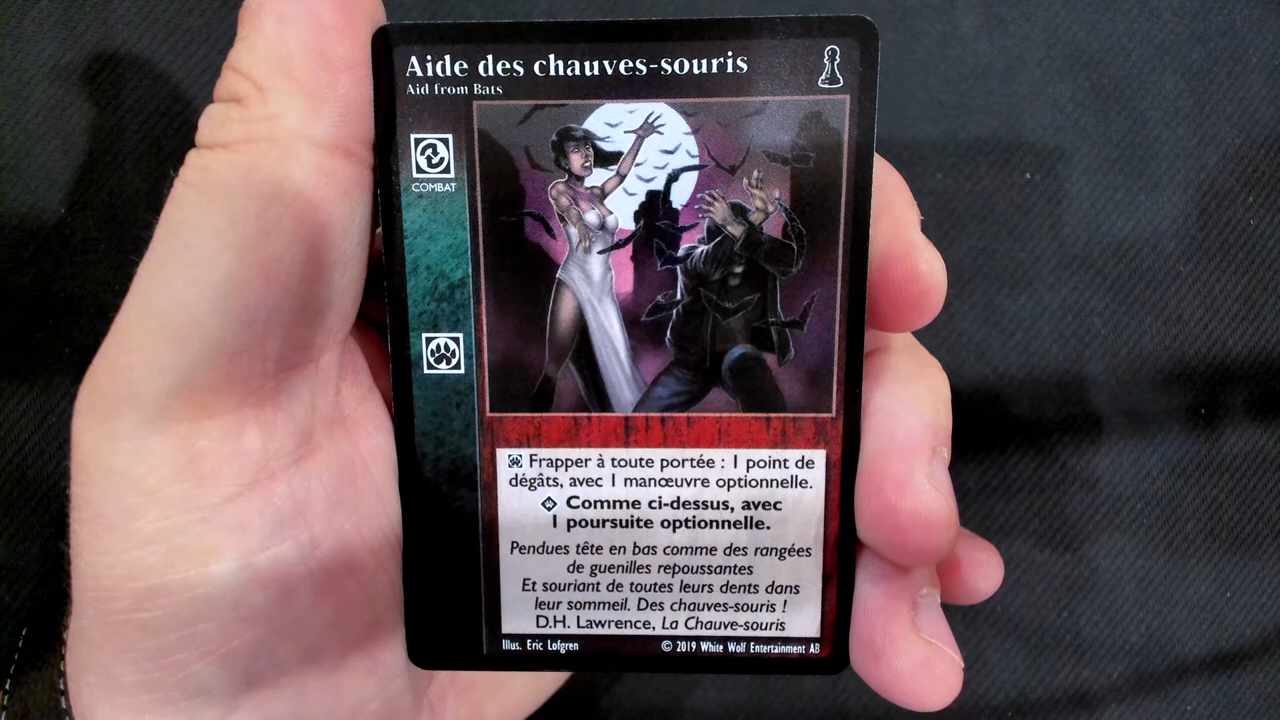 Aide des chauves-souris
Aid from Bats
COMBAT
Frapper à toute portée : 1 point de
dégâts, avec 1 manœuvre optionnelle.
Comme ci-dessus, avec
1 poursuite optionnelle.
Pendues tête en bas comme des rangées
de guenilles repoussantes
Et souriant de toutes leurs dents dans
leur sommeil. Des chauves-souris !
D.H. Lawrence, La Chauve-souris
Illus. Eric Lofgren
© 2019 White Wolf Entertainment AB